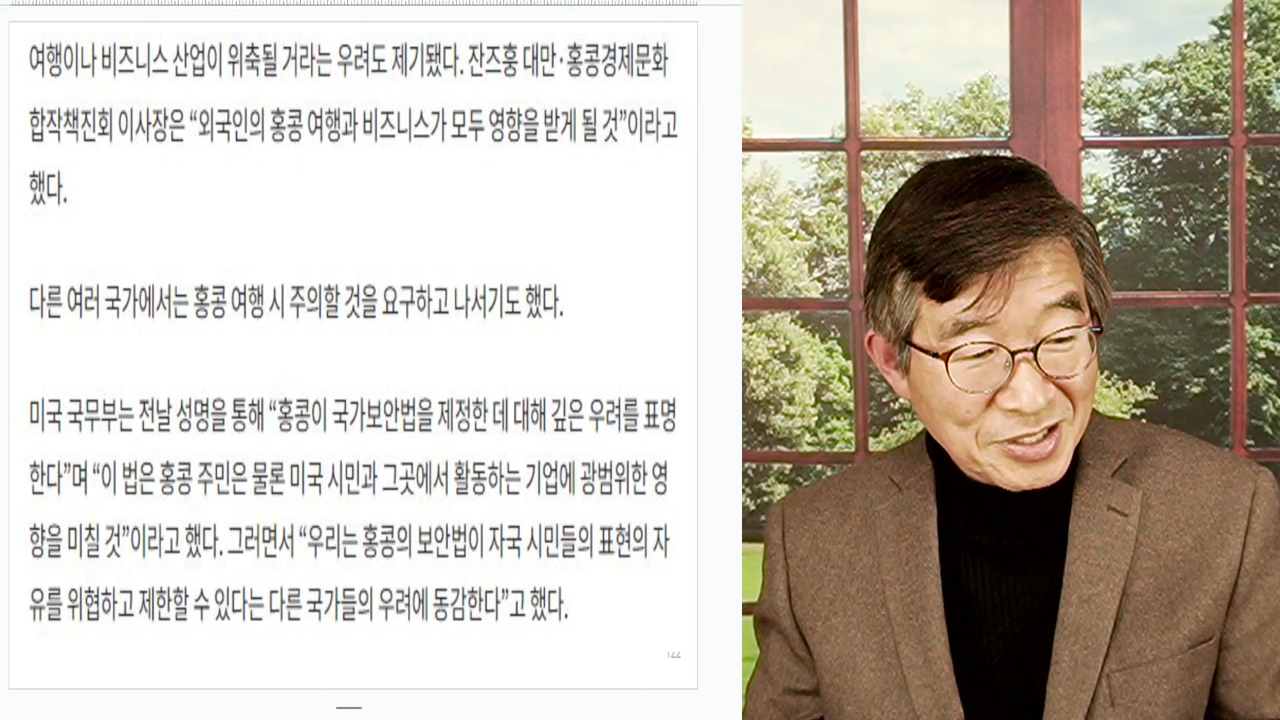 여행이나 비즈니스 산업이 위축될 거라는 우려도 제기됐다. 잔즈훙 대만·홍콩경제문화
합작책진회 이사장은 “외국인의 홍콩 여행과 비즈니스가 모두 영향을 받게 될 것”이라고
했다.
다른 여러 국가에서는 홍콩 여행 시 주의할 것을 요구하고 나서기도 했다.
미국 국무부는 전날 성명을 통해 “홍콩이 국가보안법을 제정한 데 대해 깊은 우려를 표명
한다”며 “이 법은 홍콩 주민은 물론 미국 시민과 그곳에서 활동하는 기업에 광범위한 영
향을 미칠 것”이라고 했다. 그러면서 “우리는 홍콩의 보안법이 자국 시민들의 표현의 자
유를 위협하고 제한할 수 있다는 다른 국가들의 우려에 동감한다”고 했다.